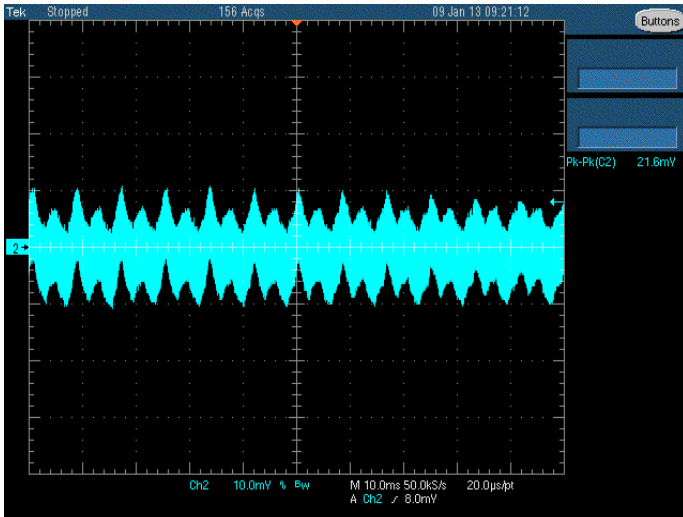 Tek Stopped 156 Acqs 09 Jan 13 09:21:12
Buttons
Pk-Pk(C2) 21.6mV
2
Ch2 10.0mV % Bw M 10.0ms 50.0kS/s 20.0µs/pt
A Ch2 / 8.0mV